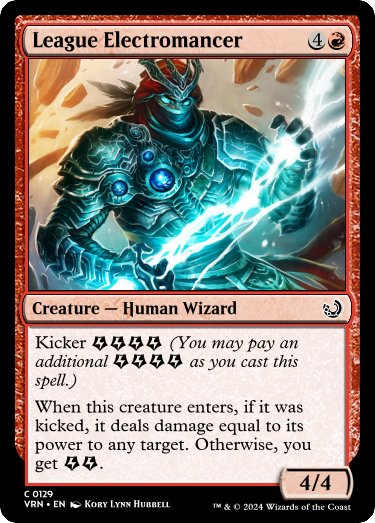 League Electromancer 4
Creature — Human Wizard
Kicker (You may pay an
additional as you cast this
spell.)
When this creature enters, if it was
kicked, it deals damage equal to its
power to any target. Otherwise, you
get .
4/4
C 0129
VRN • EN Kory Lynn Hubbell
™ & © 2024 Wizards of the Coast